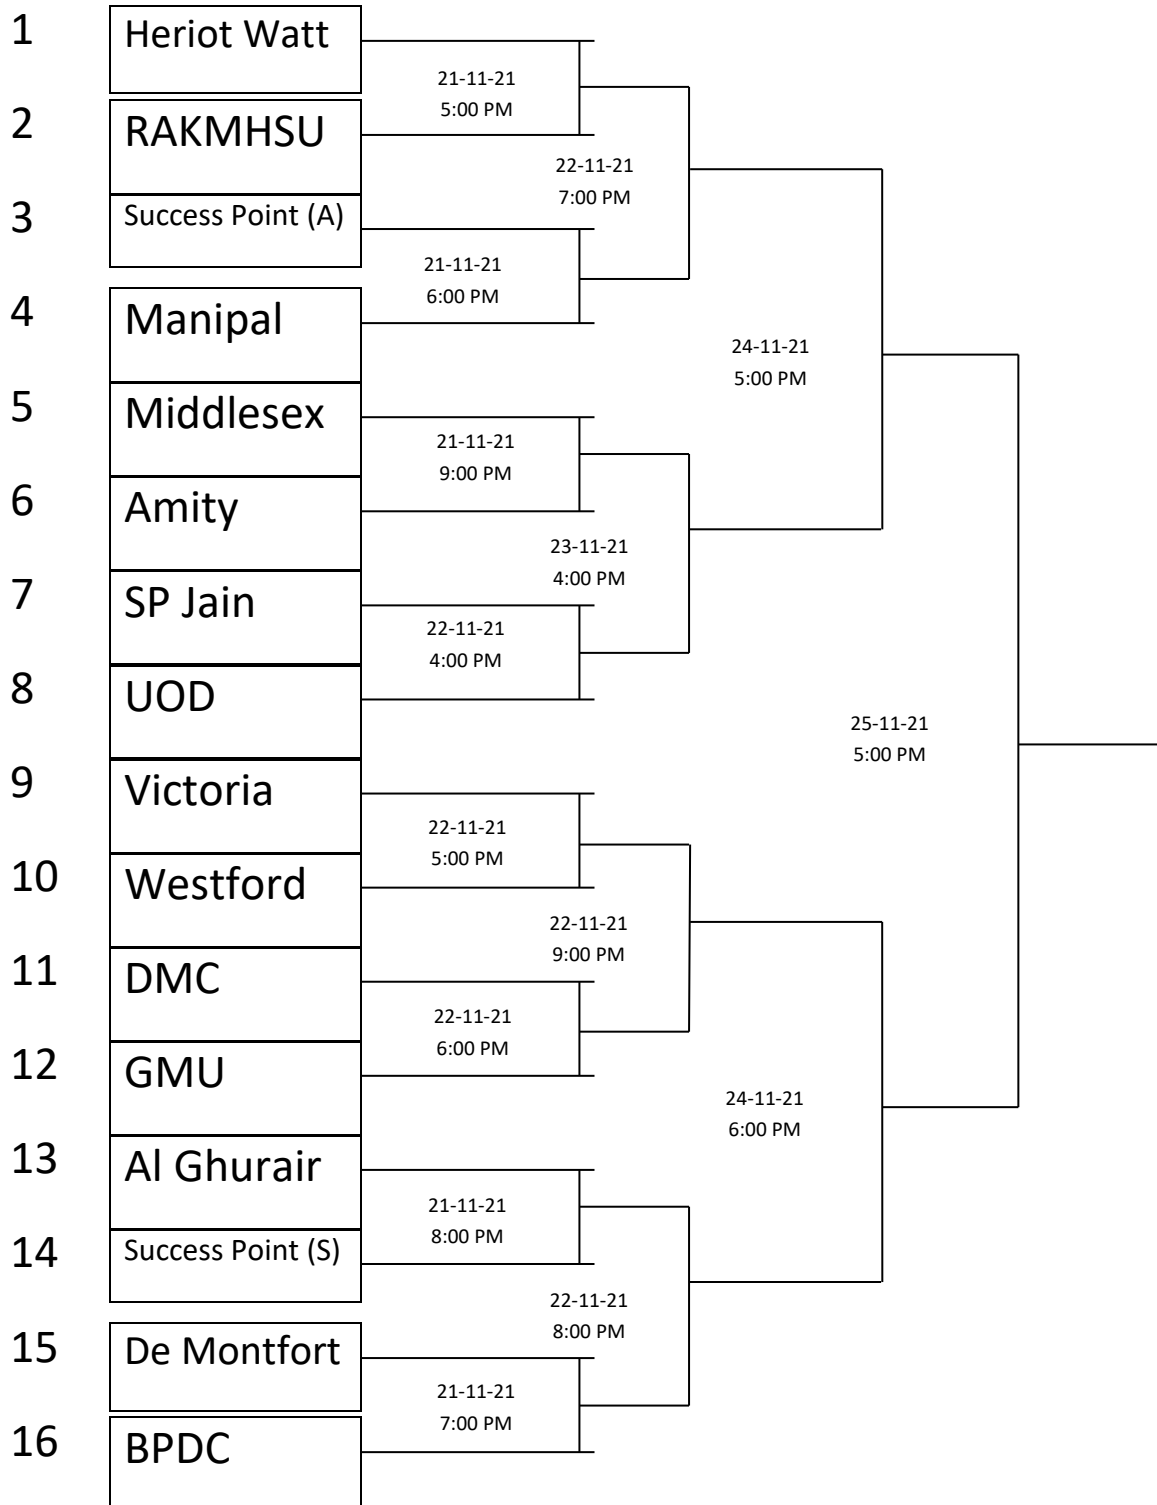 1 Heriot Watt
21-11-21
5:00 PM
2 RAKMHSU
22-11-21
7:00 PM
3 Success Point (A)
21-11-21
6:00 PM
4 Manipal
24-11-21
5:00 PM
5 Middlesex
21-11-21
9:00 PM
6 Amity
23-11-21
4:00 PM
7 SP Jain
22-11-21
4:00 PM
8 UOD
25-11-21
5:00 PM
9 Victoria
22-11-21
5:00 PM
10 Westford
22-11-21
9:00 PM
11 DMC
22-11-21
6:00 PM
12 GMU
24-11-21
6:00 PM
13 Al Ghurair
21-11-21
8:00 PM
14 Success Point (S)
22-11-21
8:00 PM
15 De Montfort
21-11-21
7:00 PM
16 BPDC